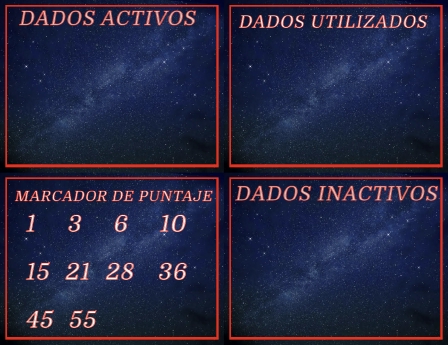 DADOS ACTIVOS
DADOS UTILIZADOS
MARCADOR DE PUNTAJE
1 3 6 10
15 21 28 36
45 55
DADOS INACTIVOS